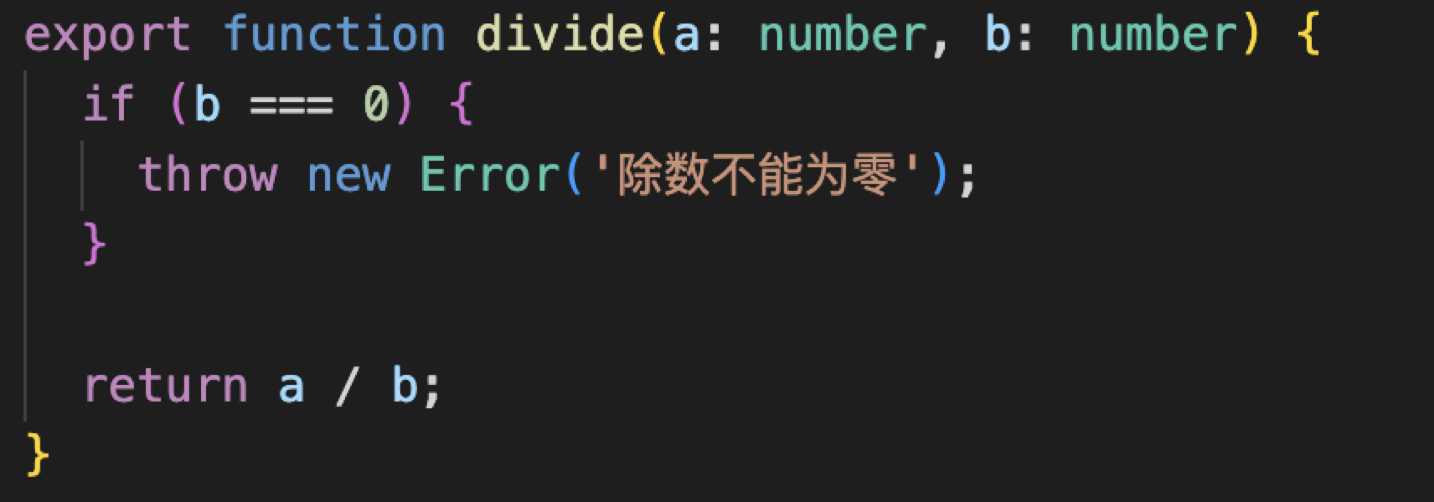 export function divide(a: number, b: number) {
  if (b === 0) {
    throw new Error('除数不能为零');
  }

  return a / b;
}